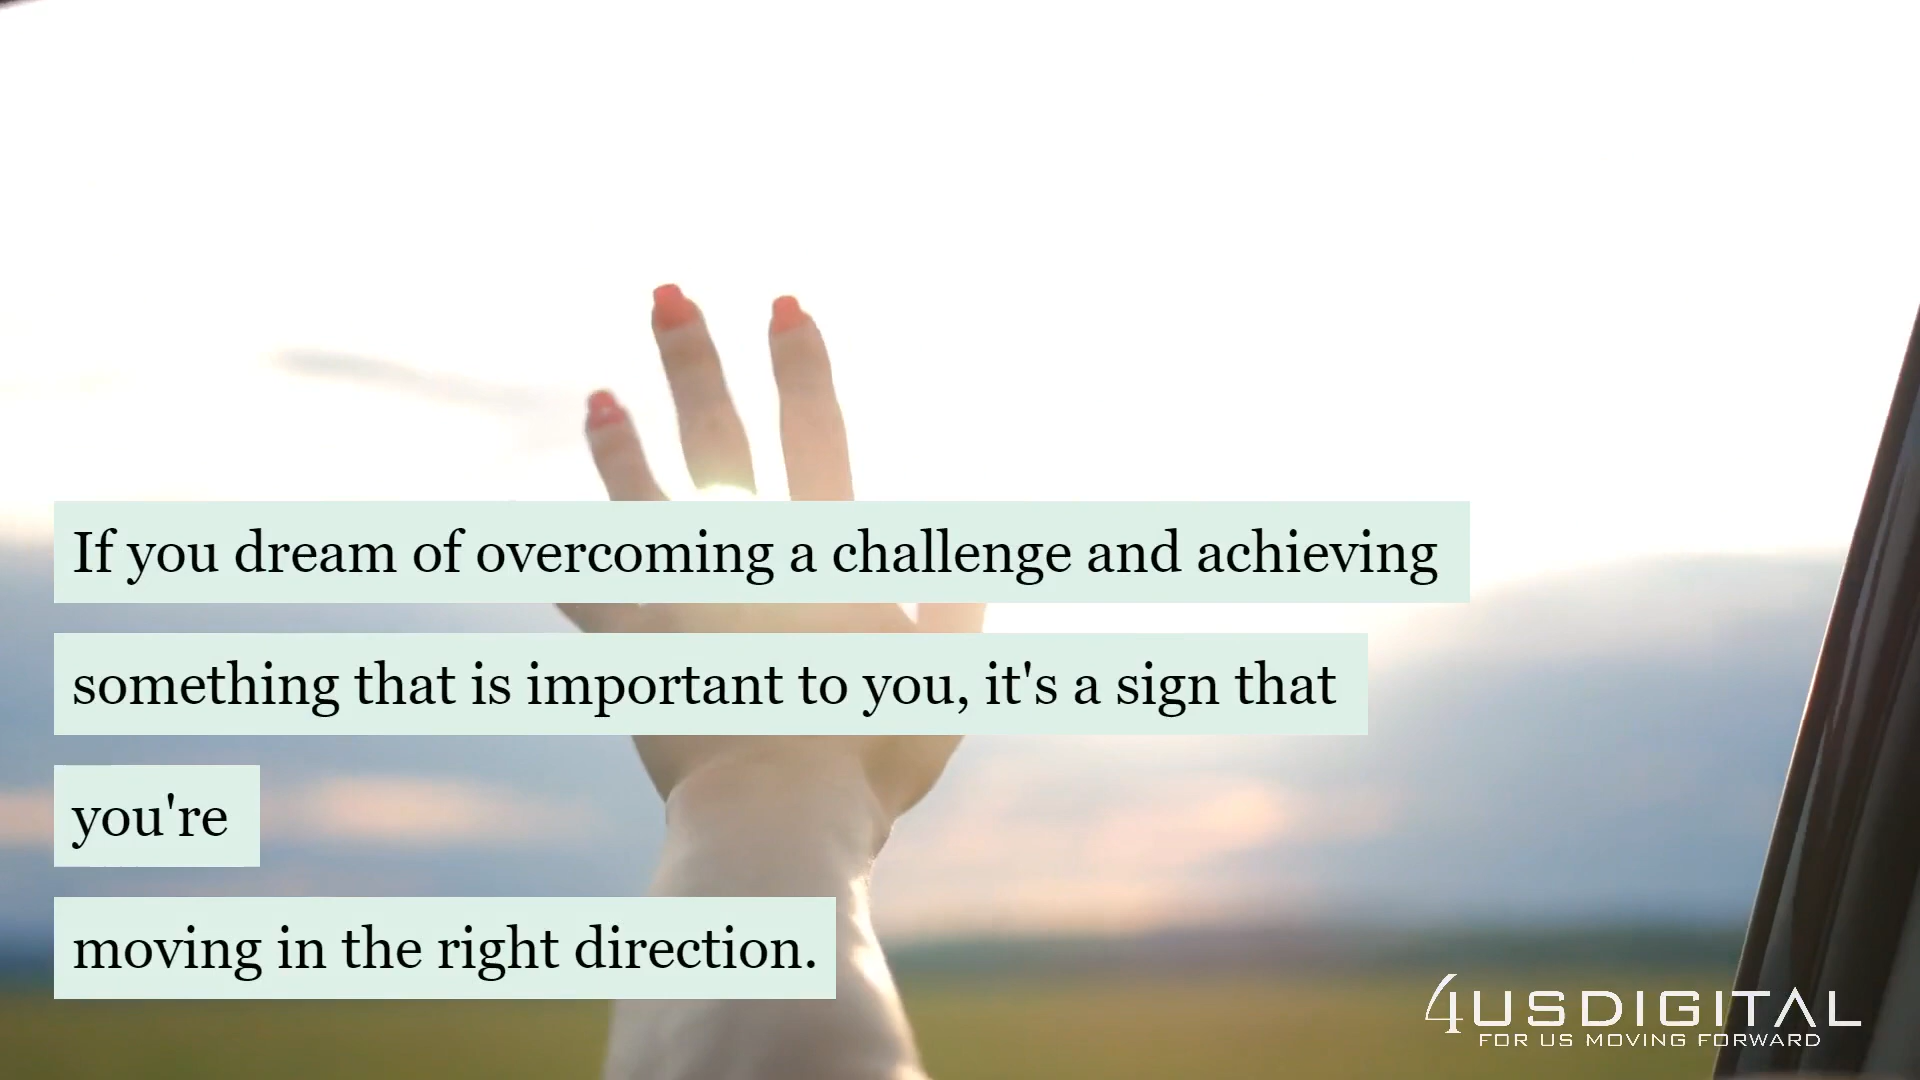 If you dream of overcoming a challenge and achieving
something that is important to you, it's a sign that
you're
moving in the right direction.
4USDIGITAL
FOR US MOVING FORWARD